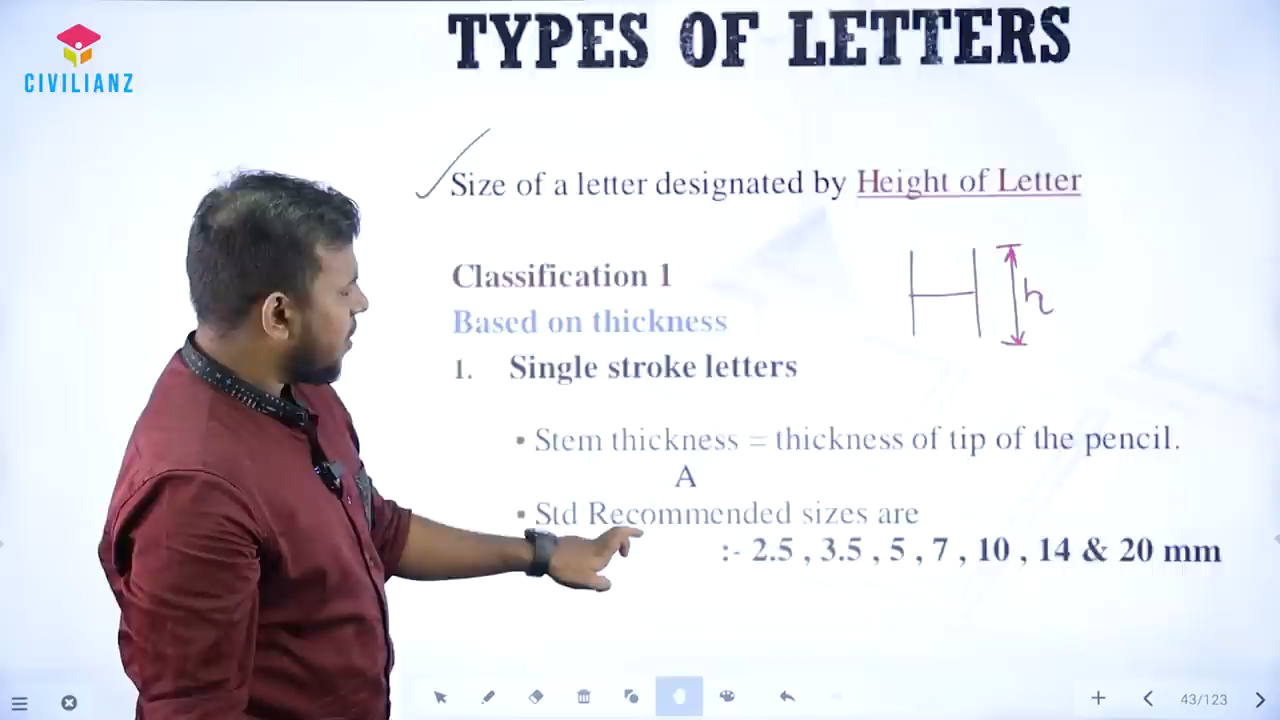 CIVILIANZ
TYPES OF LETTERS
Size of a letter designated by Height of Letter
H h
Classification 1
Based on thickness
1. Single stroke letters
▪ Stem thickness = thickness of tip of the pencil.
A
▪ Std Recommended sizes are
:- 2.5 , 3.5 , 5 , 7 , 10 , 14 & 20 mm
43/123